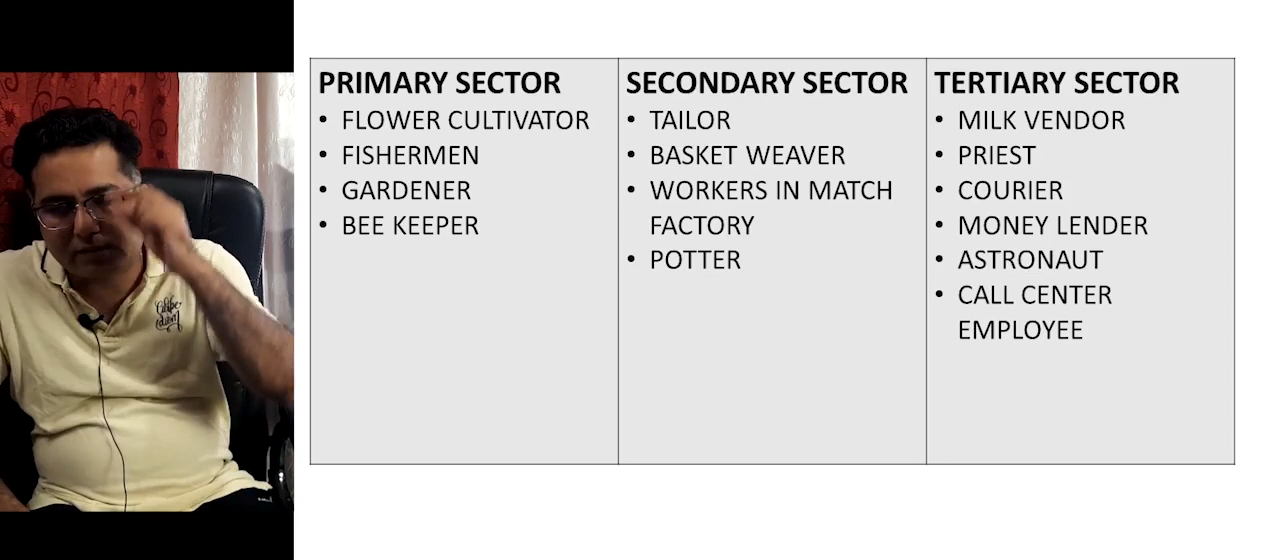 PRIMARY SECTOR
• FLOWER CULTIVATOR
• FISHERMEN
• GARDENER
• BEE KEEPER
SECONDARY SECTOR
• TAILOR
• BASKET WEAVER
• WORKERS IN MATCH
FACTORY
• POTTER
TERTIARY SECTOR
• MILK VENDOR
• PRIEST
• COURIER
• MONEY LENDER
• ASTRONAUT
• CALL CENTER
EMPLOYEE